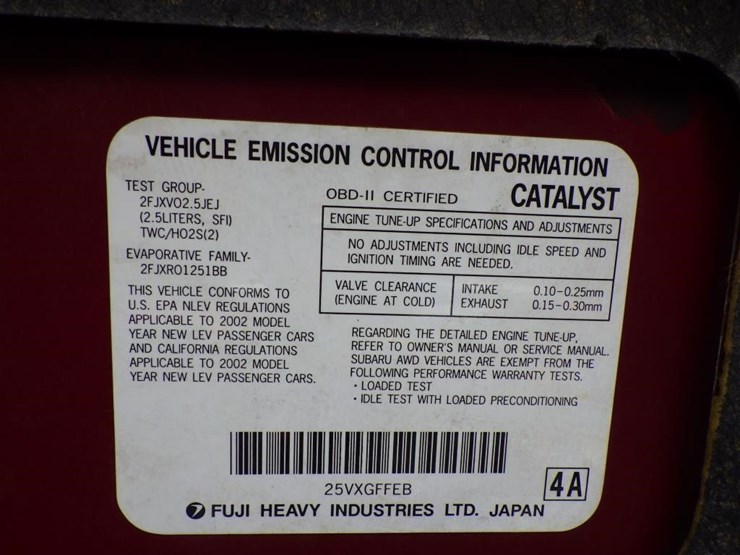 VEHICLE EMISSION CONTROL INFORMATION
TEST GROUP-
2FJXV02.5JEJ
(2.5LITERS, SFI)
TWC/HO2S(2)
EVAPORATIVE FAMILY-
2FJXR01251BB
THIS VEHICLE CONFORMS TO
U.S. EPA NLEV REGULATIONS
APPLICABLE TO 2002 MODEL
YEAR NEW LEV PASSENGER CARS
AND CALIFORNIA REGULATIONS
APPLICABLE TO 2002 MODEL
YEAR NEW LEV PASSENGER CARS.
OBD-II CERTIFIED CATALYST
ENGINE TUNE-UP SPECIFICATIONS AND ADJUSTMENTS
NO ADJUSTMENTS INCLUDING IDLE SPEED AND
IGNITION TIMING ARE NEEDED.
VALVE CLEARANCE INTAKE 0.10-0.25mm
(ENGINE AT COLD) EXHAUST 0.15-0.30mm
REGARDING THE DETAILED ENGINE TUNE-UP,
REFER TO OWNER'S MANUAL OR SERVICE MANUAL.
SUBARU AWD VEHICLES ARE EXEMPT FROM THE
FOLLOWING PERFORMANCE WARRANTY TESTS.
· LOADED TEST
· IDLE TEST WITH LOADED PRECONDITIONING
25VXGFFEB
4A
FUJI HEAVY INDUSTRIES LTD. JAPAN